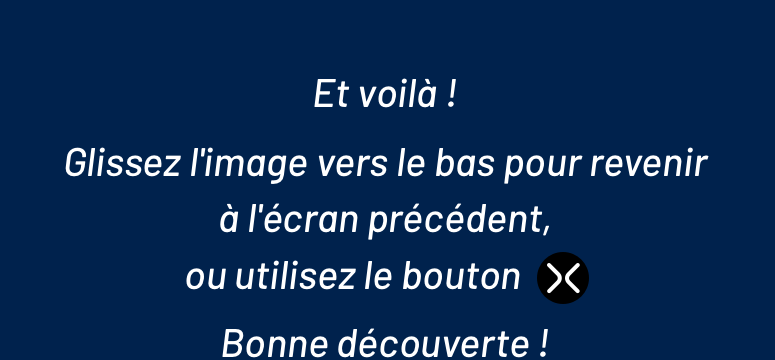 Et voilà !
Glissez l'image vers le bas pour revenir
à l'écran précédent,
ou utilisez le bouton
Bonne découverte !